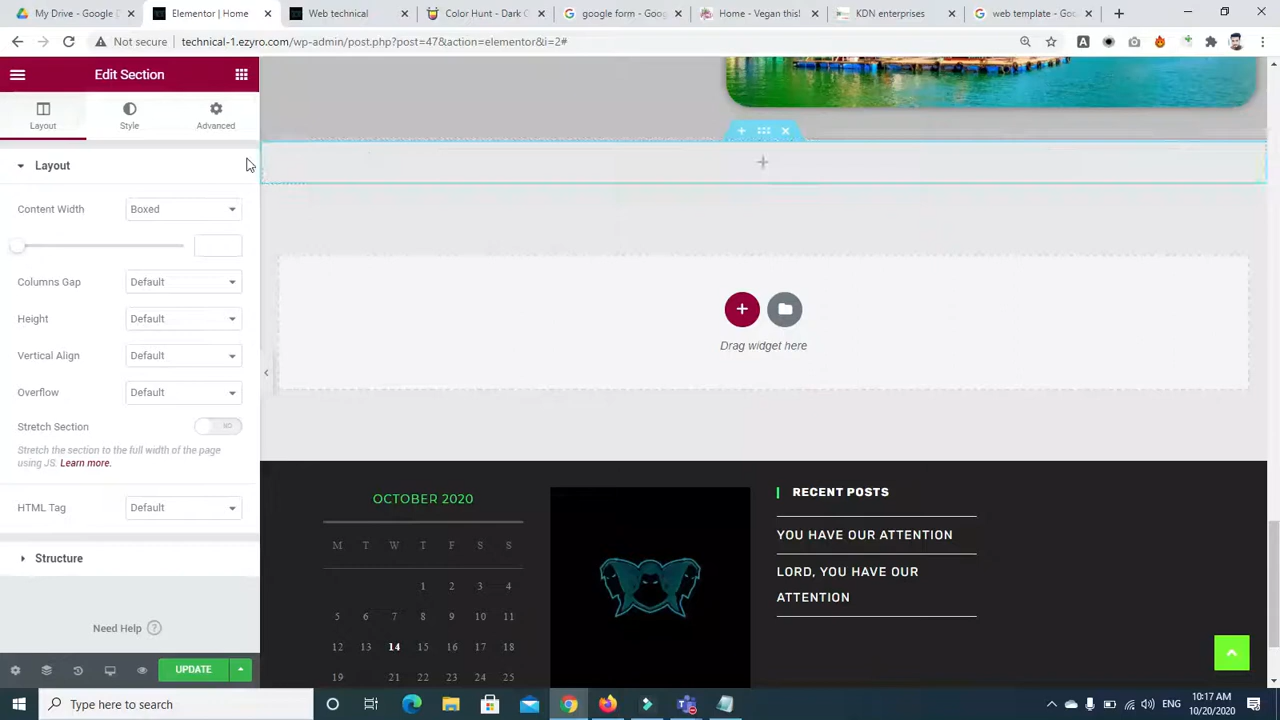 My Drive - Google D
Elementor | Home
Web technical
Color Hunt - Dark C
google form - Goog
Home - Vegan this!
IDN enterprises
web template - Go
Not secure
technical-1.ezyro.com/wp-admin/post.php?post=47&action=elementor&i=2#
Edit Section
Layout
Style
Advanced
Layout
Content Width
Boxed
Columns Gap
Default
Height
Default
Vertical Align
Default
Overflow
Default
Stretch Section
NO
Stretch the section to the full width of the page
using JS. Learn more.
HTML Tag
Default
Structure
Need Help ?
UPDATE
Drag widget here
OCTOBER 2020
M T W T F S S
1 2 3 4
5 6 7 8 9 10 11
12 13 14 15 16 17 18
19 21 22 23 24 25
RECENT POSTS
YOU HAVE OUR ATTENTION
LORD, YOU HAVE OUR
ATTENTION
Type here to search
ENG
10:17 AM
10/20/2020